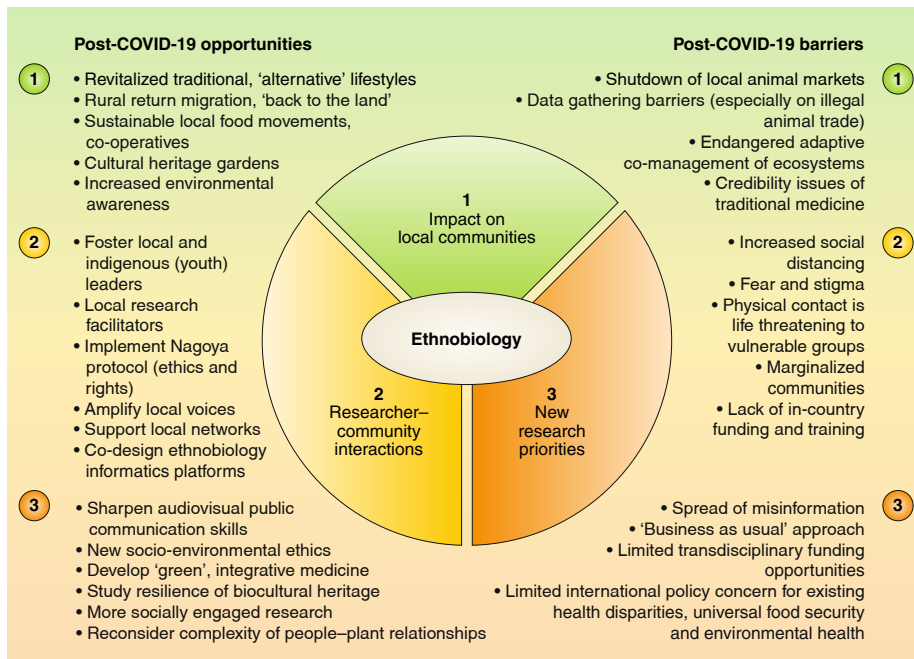 Post-COVID-19 opportunities
1
• Revitalized traditional, ‘alternative’ lifestyles
• Rural return migration, ‘back to the land’
• Sustainable local food movements,
co-operatives
• Cultural heritage gardens
• Increased environmental
awareness
2
• Foster local and
indigenous (youth)
leaders
• Local research
facilitators
• Implement Nagoya
protocol (ethics and
rights)
• Amplify local voices
• Support local networks
• Co-design ethnobiology
informatics platforms
3
• Sharpen audiovisual public
communication skills
• New socio-environmental ethics
• Develop ‘green’, integrative medicine
• Study resilience of biocultural heritage
• More socially engaged research
• Reconsider complexity of people–plant relationships
1
Impact on
local communities
Ethnobiology
2
Researcher–
community
interactions
3
New
research
priorities
Post-COVID-19 barriers
1
• Shutdown of local animal markets
• Data gathering barriers (especially on illegal
animal trade)
• Endangered adaptive
co-management of ecosystems
• Credibility issues of
traditional medicine
2
• Increased social
distancing
• Fear and stigma
• Physical contact is
life threatening to
vulnerable groups
• Marginalized
communities
• Lack of in-country
funding and training
3
• Spread of misinformation
• ‘Business as usual’ approach
• Limited transdisciplinary funding
opportunities
• Limited international policy concern for existing
health disparities, universal food security
and environmental health